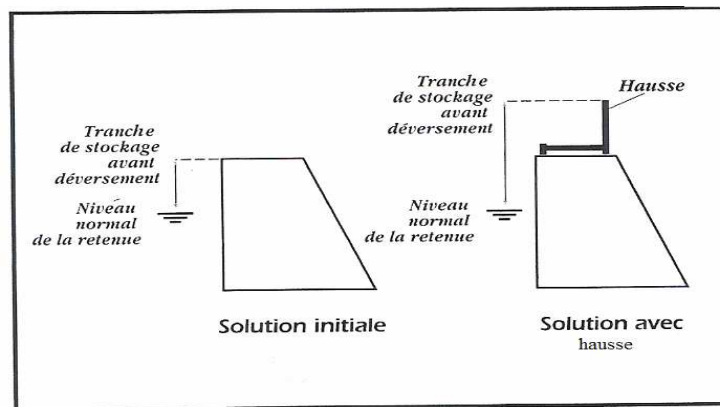 Tranche
de stockage
avant
déversement
Niveau
normal
de la retenue
Solution initiale
Tranche
de stockage
avant
déversement
Hausse
Niveau
normal
de la retenue
Solution avec
hausse